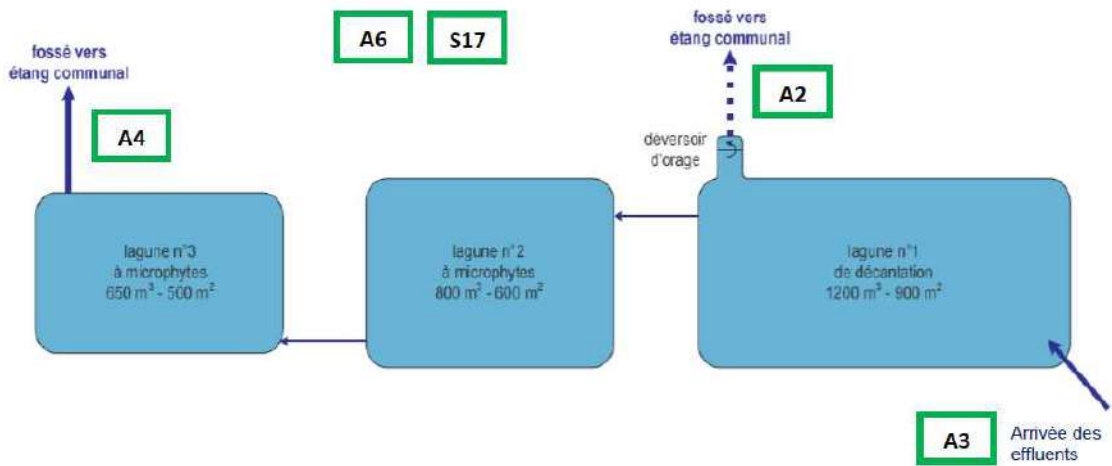 fossé vers
étang communal
A4
A6
S17
fossé vers
étang communal
A2
déversoir
d'orage
lagune n°3
à microphytes
650 m³ - 500 m²
lagune n°2
à microphytes
800 m³ - 600 m²
lagune n°1
de décantation
1200 m³ - 900 m²
A3
Arrivée des
effluents